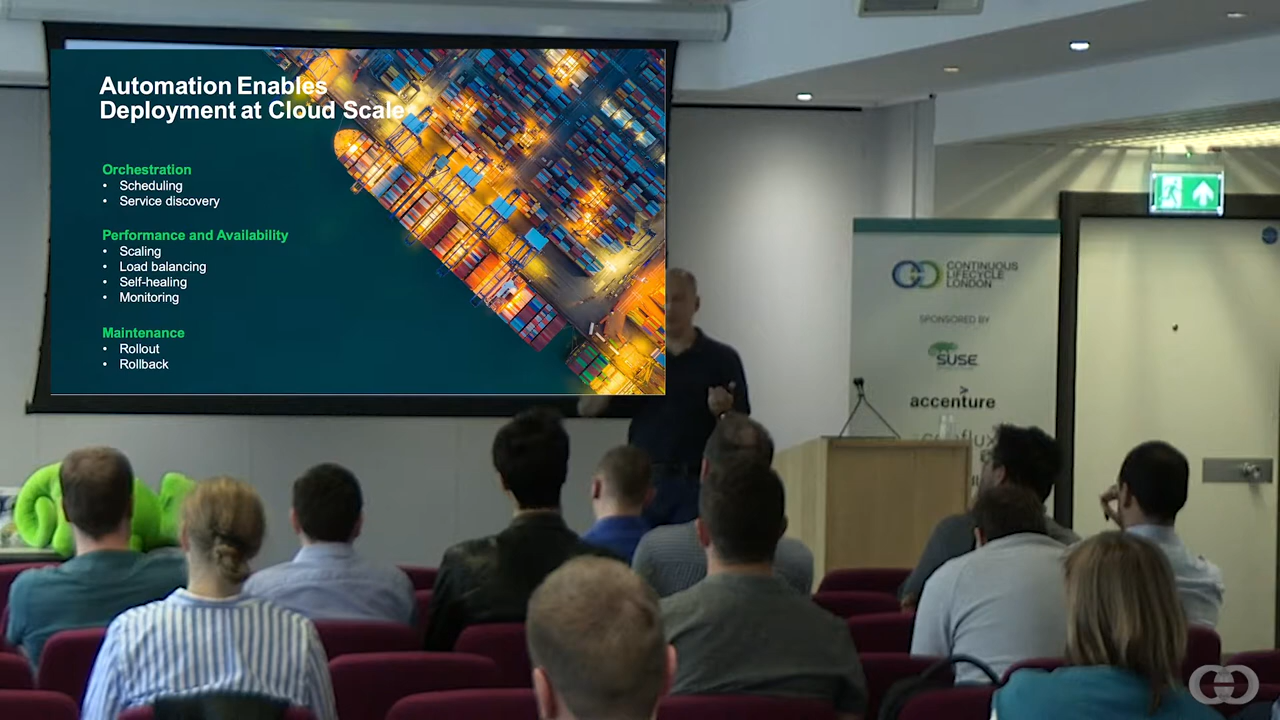 Automation Enables
Deployment at Cloud Scale
Orchestration
• Scheduling
• Service discovery
Performance and Availability
• Scaling
• Load balancing
• Self-healing
• Monitoring
Maintenance
• Rollout
• Rollback
CONTINUOUS
LIFECYCLE
LONDON
SPONSORED BY
SUSE
accenture